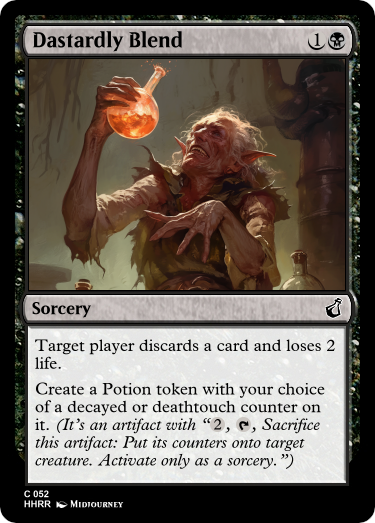 Dastardly Blend 1
Sorcery
Target player discards a card and loses 2
life.
Create a Potion token with your choice
of a decayed or deathtouch counter on
it. (It's an artifact with “2, , Sacrifice
this artifact: Put its counters onto target
creature. Activate only as a sorcery.”)
C 052
HHRR Midjourney